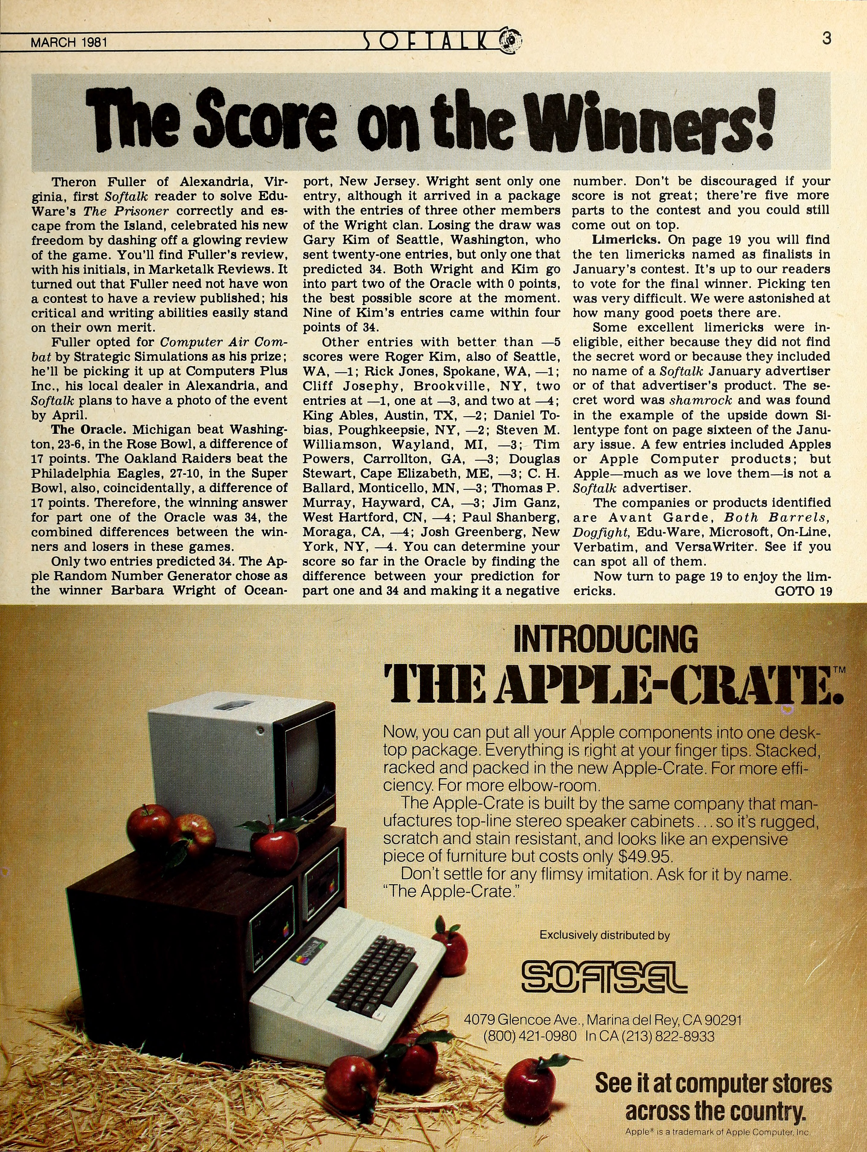 MARCH 1981
SOFTALK
3
The Score on the Winners!
Theron Fuller of Alexandria, Vir-
ginia, first Softalk reader to solve Edu-
Ware's The Prisoner correctly and es-
cape from the Island, celebrated his new
freedom by dashing off a glowing review
of the game. You'll find Fuller's review,
with his initials, in Marketalk Reviews. It
turned out that Fuller need not have won
a contest to have a review published; his
critical and writing abilities easily stand
on their own merit.
Fuller opted for Computer Air Com-
bat by Strategic Simulations as his prize;
he'll be picking it up at Computers Plus
Inc., his local dealer in Alexandria, and
Softalk plans to have a photo of the event
by April.
The Oracle. Michigan beat Washing-
ton, 23-6, in the Rose Bowl, a difference of
17 points. The Oakland Raiders beat the
Philadelphia Eagles, 27-10, in the Super
Bowl, also, coincidentally, a difference of
17 points. Therefore, the winning answer
for part one of the Oracle was 34, the
combined differences between the win-
ners and losers in these games.
Only two entries predicted 34. The Ap-
ple Random Number Generator chose as
the winner Barbara Wright of Ocean-
port, New Jersey. Wright sent only one
entry, although it arrived in a package
with the entries of three other members
of the Wright clan. Losing the draw was
Gary Kim of Seattle, Washington, who
sent twenty-one entries, but only one that
predicted 34. Both Wright and Kim go
into part two of the Oracle with 0 points,
the best possible score at the moment.
Nine of Kim's entries came within four
points of 34.
Other entries with better than —5
scores were Roger Kim, also of Seattle,
WA, —1; Rick Jones, Spokane, WA, —1;
Cliff Josephy, Brookville, NY, two
entries at —1, one at —3, and two at —4;
King Ables, Austin, TX, —2; Daniel To-
bias, Poughkeepsie, NY, —2; Steven M.
Williamson, Wayland, MI, —3; Tim
Powers, Carrollton, GA, —3; Douglas
Stewart, Cape Elizabeth, ME, —3; C. H.
Ballard, Monticello, MN, —3; Thomas P.
Murray, Hayward, CA, —3; Jim Ganz,
West Hartford, CN, —4; Paul Shanberg,
Moraga, CA, —4; Josh Greenberg, New
York, NY, —4. You can determine your
score so far in the Oracle by finding the
difference between your prediction for
part one and 34 and making it a negative
number. Don't be discouraged if your
score is not great; there're five more
parts to the contest and you could still
come out on top.
Limericks. On page 19 you will find
the ten limericks named as finalists in
January's contest. It's up to our readers
to vote for the final winner. Picking ten
was very difficult. We were astonished at
how many good poets there are.
Some excellent limericks were in-
eligible, either because they did not find
the secret word or because they included
no name of a Softalk January advertiser
or of that advertiser's product. The se-
cret word was shamrock and was found
in the example of the upside down Si-
lentype font on page sixteen of the Janu-
ary issue. A few entries included Apples
or Apple Computer products; but
Apple—much as we love them—is not a
Softalk advertiser.
The companies or products identified
are Avant Garde, Both Barrels,
Dogfight, Edu-Ware, Microsoft, On-Line,
Verbatim, and VersaWriter. See if you
can spot all of them.
Now turn to page 19 to enjoy the lim-
ericks. GOTO 19
INTRODUCING
THE APPLE-CRATE.™
Now, you can put all your Apple components into one desk-
top package. Everything is right at your finger tips. Stacked,
racked and packed in the new Apple-Crate. For more effi-
ciency. For more elbow-room.
The Apple-Crate is built by the same company that man-
ufactures top-line stereo speaker cabinets...so it's rugged,
scratch and stain resistant, and looks like an expensive
piece of furniture but costs only $49.95.
Don't settle for any flimsy imitation. Ask for it by name.
"The Apple-Crate."
Exclusively distributed by
SOFTSEL
4079 Glencoe Ave., Marina del Rey, CA 90291
(800) 421-0980 In CA (213) 822-8933
See it at computer stores
across the country.
Apple® is a trademark of Apple Computer, Inc.